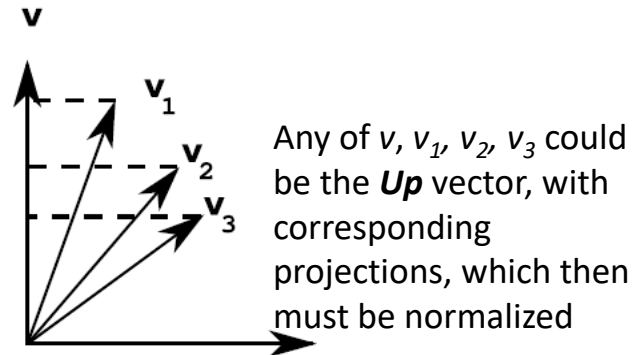 v
v1
v2
v3
Any of v, v1, v2, v3 could
be the Up vector, with
corresponding
projections, which then
must be normalized